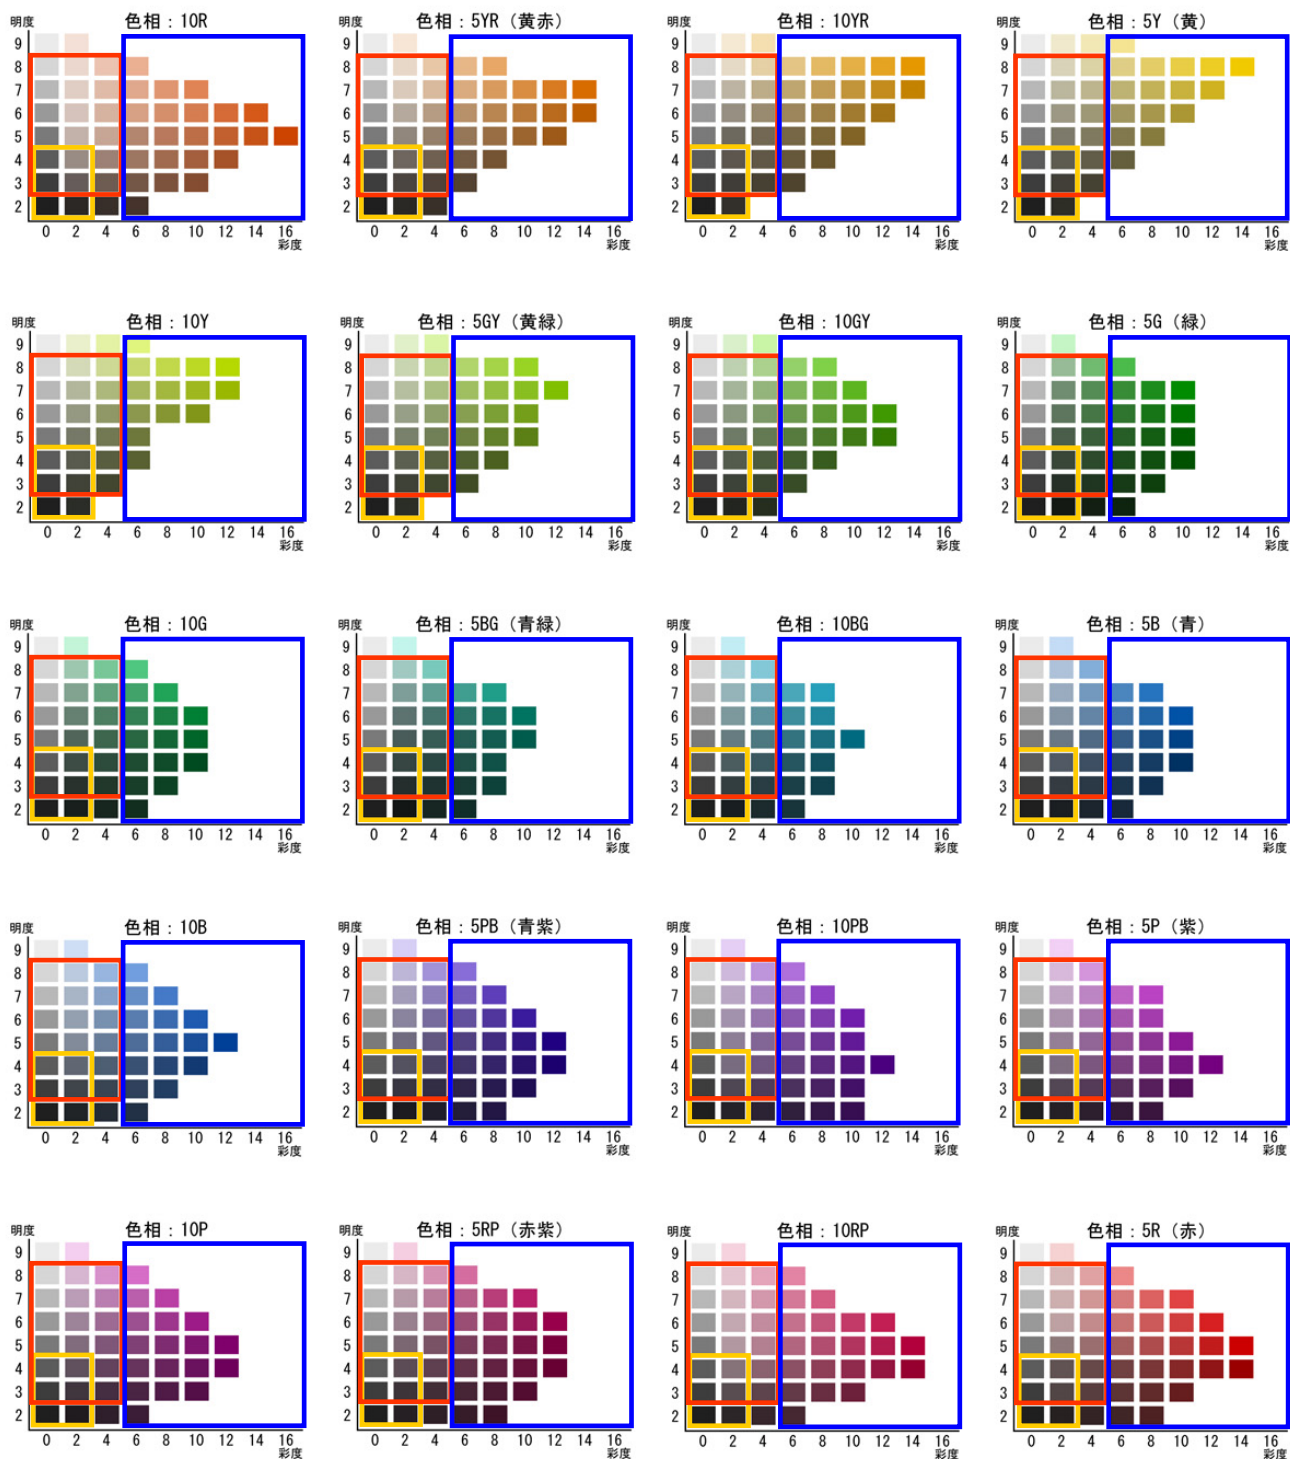 明度 色相：10R
9
8
7
6
5
4
3
2
0 2 4 6 8 10 12 14 16
彩度
明度 色相：5YR（黄赤）
9
8
7
6
5
4
3
2
0 2 4 6 8 10 12 14 16
彩度
明度 色相：10YR
9
8
7
6
5
4
3
2
0 2 4 6 8 10 12 14 16
彩度
明度 色相：5Y（黄）
9
8
7
6
5
4
3
2
0 2 4 6 8 10 12 14 16
彩度
明度 色相：10Y
9
8
7
6
5
4
3
2
0 2 4 6 8 10 12 14 16
彩度
明度 色相：5GY（黄緑）
9
8
7
6
5
4
3
2
0 2 4 6 8 10 12 14 16
彩度
明度 色相：10GY
9
8
7
6
5
4
3
2
0 2 4 6 8 10 12 14 16
彩度
明度 色相：5G（緑）
9
8
7
6
5
4
3
2
0 2 4 6 8 10 12 14 16
彩度
明度 色相：10G
9
8
7
6
5
4
3
2
0 2 4 6 8 10 12 14 16
彩度
明度 色相：5BG（青緑）
9
8
7
6
5
4
3
2
0 2 4 6 8 10 12 14 16
彩度
明度 色相：10BG
9
8
7
6
5
4
3
2
0 2 4 6 8 10 12 14 16
彩度
明度 色相：5B（青）
9
8
7
6
5
4
3
2
0 2 4 6 8 10 12 14 16
彩度
明度 色相：10B
9
8
7
6
5
4
3
2
0 2 4 6 8 10 12 14 16
彩度
明度 色相：5PB（青紫）
9
8
7
6
5
4
3
2
0 2 4 6 8 10 12 14 16
彩度
明度 色相：10PB
9
8
7
6
5
4
3
2
0 2 4 6 8 10 12 14 16
彩度
明度 色相：5P（紫）
9
8
7
6
5
4
3
2
0 2 4 6 8 10 12 14 16
彩度
明度 色相：10P
9
8
7
6
5
4
3
2
0 2 4 6 8 10 12 14 16
彩度
明度 色相：5RP（赤紫）
9
8
7
6
5
4
3
2
0 2 4 6 8 10 12 14 16
彩度
明度 色相：10RP
9
8
7
6
5
4
3
2
0 2 4 6 8 10 12 14 16
彩度
明度 色相：5R（赤）
9
8
7
6
5
4
3
2
0 2 4 6 8 10 12 14 16
彩度